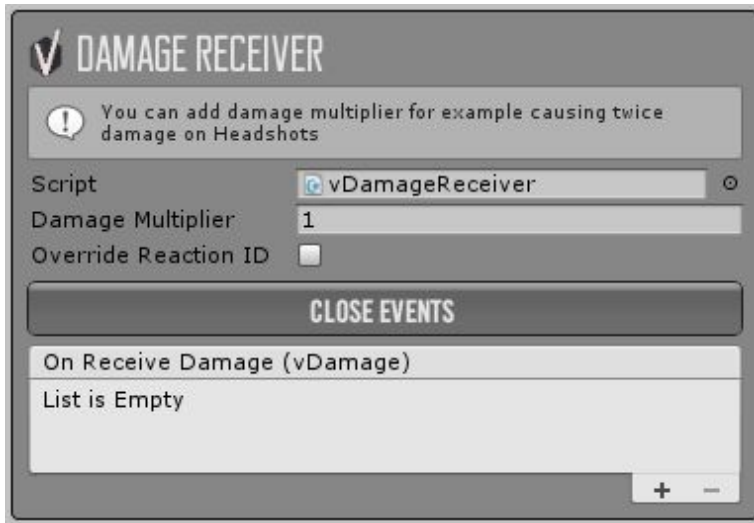 DAMAGE RECEIVER
You can add damage multiplier for example causing twice
damage on Headshots
Script vDamageReceiver
Damage Multiplier 1
Override Reaction ID
CLOSE EVENTS
On Receive Damage (vDamage)
List is Empty